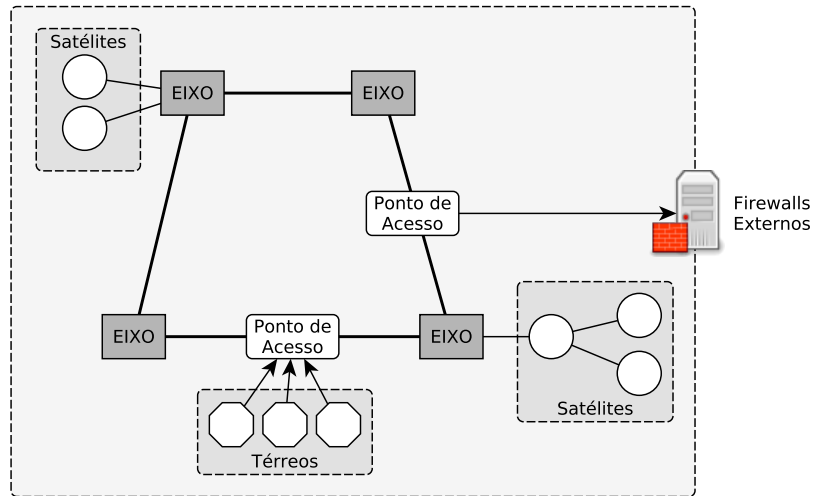 Satélites
EIXO
EIXO
Ponto de
Acesso
Firewalls
Externos
EIXO
Ponto de
Acesso
EIXO
Satélites
Térreos